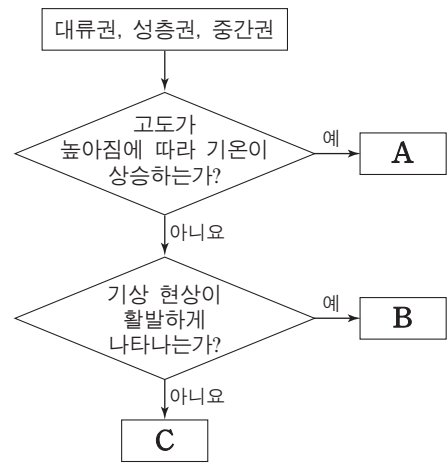 대류권, 성층권, 중간권
고도가
높아짐에 따라 기온이
상승하는가?
예
A
아니요
기상 현상이
활발하게
나타나는가?
예
B
아니요
C